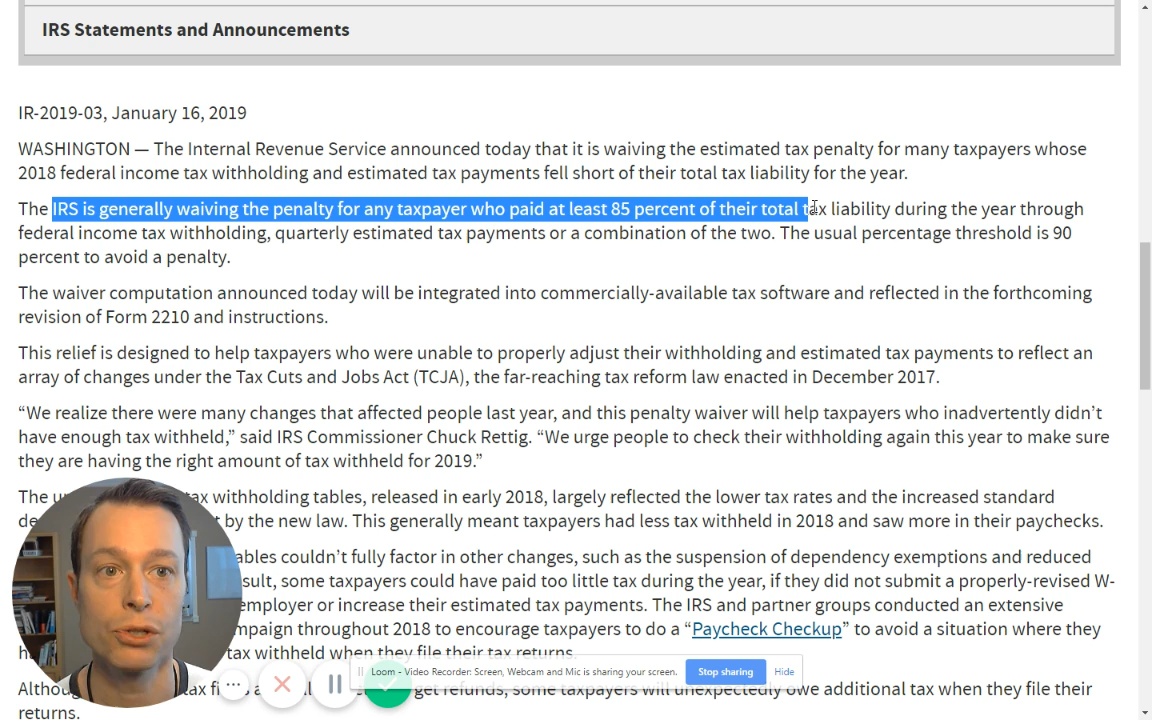 IRS Statements and Announcements
IR-2019-03, January 16, 2019
WASHINGTON — The Internal Revenue Service announced today that it is waiving the estimated tax penalty for many taxpayers whose
2018 federal income tax withholding and estimated tax payments fell short of their total tax liability for the year.
The IRS is generally waiving the penalty for any taxpayer who paid at least 85 percent of their total tax liability during the year through
federal income tax withholding, quarterly estimated tax payments or a combination of the two. The usual percentage threshold is 90
percent to avoid a penalty.
The waiver computation announced today will be integrated into commercially-available tax software and reflected in the forthcoming
revision of Form 2210 and instructions.
This relief is designed to help taxpayers who were unable to properly adjust their withholding and estimated tax payments to reflect an
array of changes under the Tax Cuts and Jobs Act (TCJA), the far-reaching tax reform law enacted in December 2017.
“We realize there were many changes that affected people last year, and this penalty waiver will help taxpayers who inadvertently didn’t
have enough tax withheld,” said IRS Commissioner Chuck Rettig. “We urge people to check their withholding again this year to make sure
they are having the right amount of tax withheld for 2019.”
The tax withholding tables, released in early 2018, largely reflected the lower tax rates and the increased standard
by the new law. This generally meant taxpayers had less tax withheld in 2018 and saw more in their paychecks.
couldn’t fully factor in other changes, such as the suspension of dependency exemptions and reduced
some taxpayers could have paid too little tax during the year, if they did not submit a properly-revised W-
employer or increase their estimated tax payments. The IRS and partner groups conducted an extensive
throughout 2018 to encourage taxpayers to do a “Paycheck Checkup” to avoid a situation where they
tax withheld when they file their tax returns.
Loom - Video Recorder: Screen, Webcam and Mic is sharing your screen. Stop sharing Hide
tax get refunds, some taxpayers will unexpectedly owe additional tax when they file their
returns.